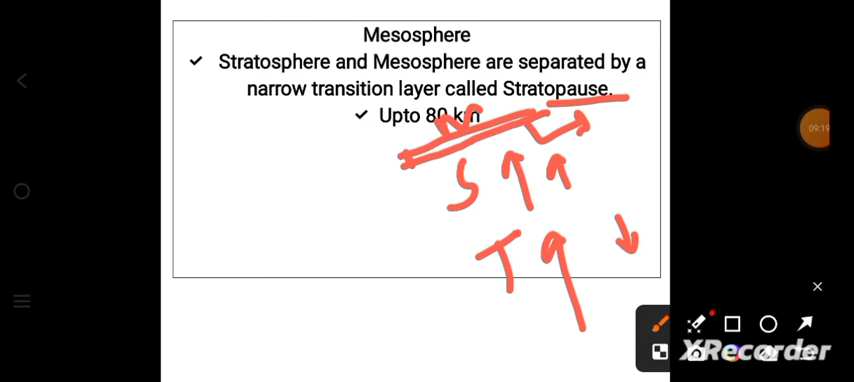 Mesosphere
✓ Stratosphere and Mesosphere are separated by a
narrow transition layer called Stratopause.
✓ Upto 80 km
S
T
09:19
XRecorder